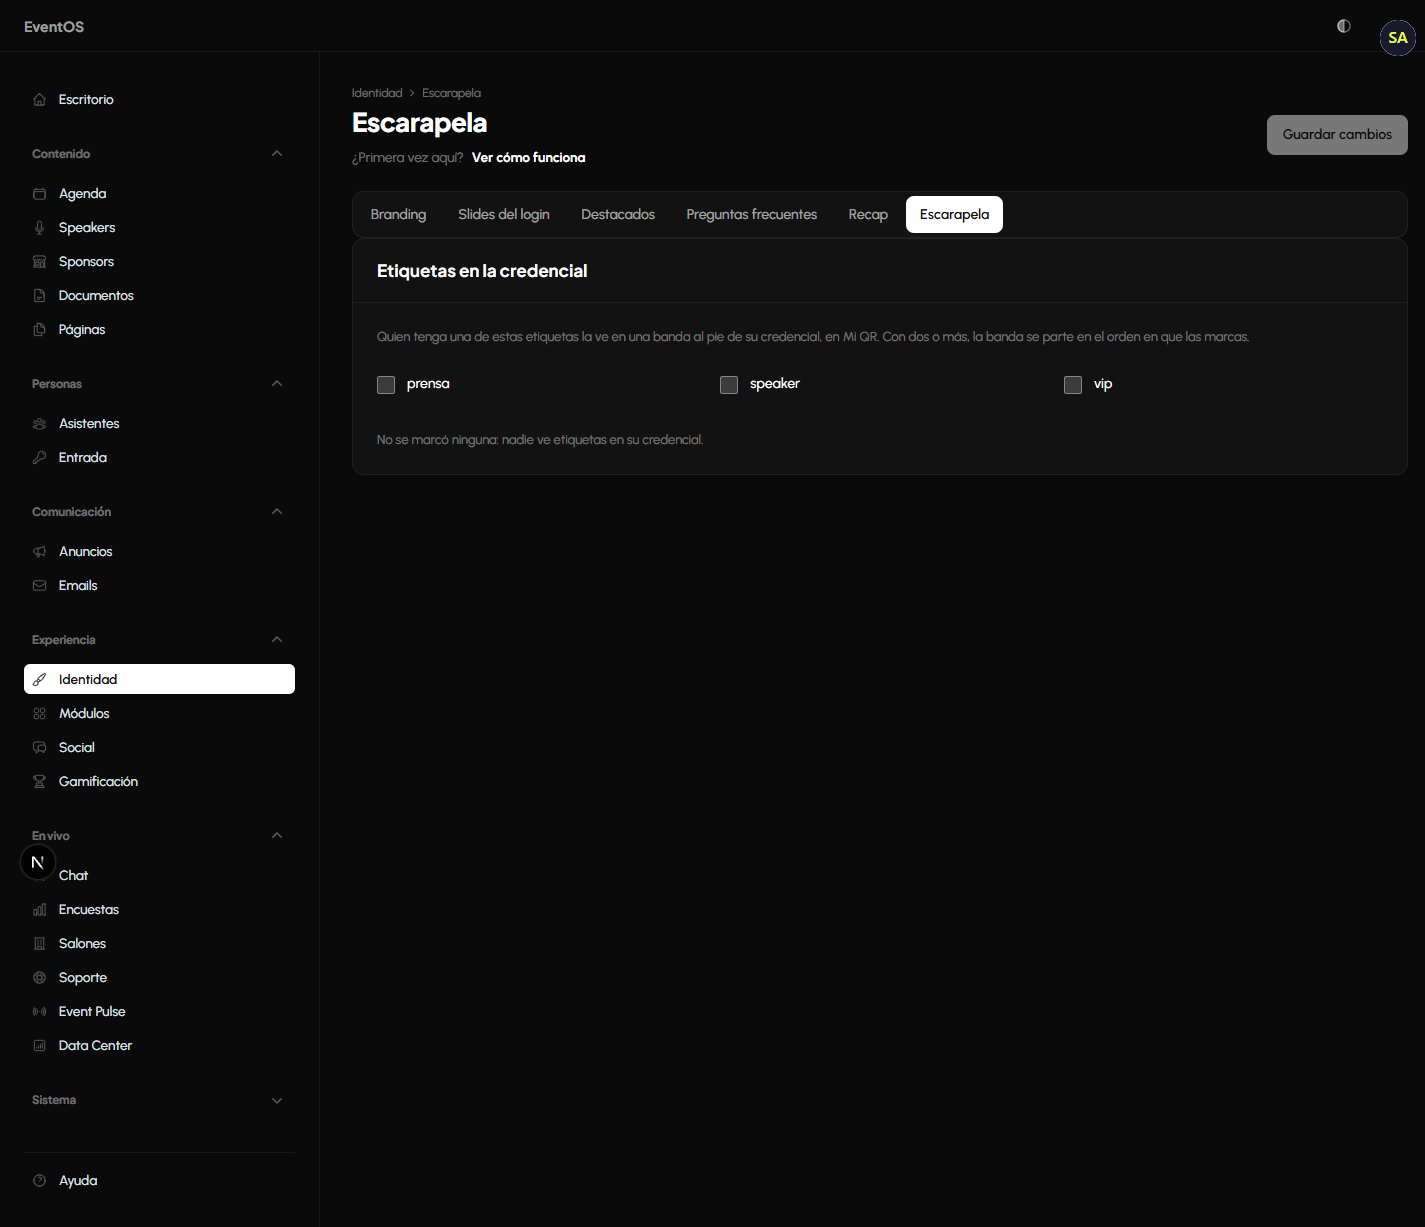 EventOS
SA
Escritorio
Contenido
Agenda
Speakers
Sponsors
Documentos
Páginas
Personas
Asistentes
Entrada
Comunicación
Anuncios
Emails
Experiencia
Identidad
Módulos
Social
Gamificación
En vivo
N
Chat
Encuestas
Salones
Soporte
Event Pulse
Data Center
Sistema
Ayuda
Identidad > Escarapela
Escarapela
¿Primera vez aquí? Ver cómo funciona
Guardar cambios
Branding Slides del login Destacados Preguntas frecuentes Recap Escarapela
Etiquetas en la credencial
Quien tenga una de estas etiquetas la ve en una banda al pie de su credencial, en Mi QR. Con dos o más, la banda se parte en el orden en que las marcas.
prensa speaker vip
No se marcó ninguna: nadie ve etiquetas en su credencial.